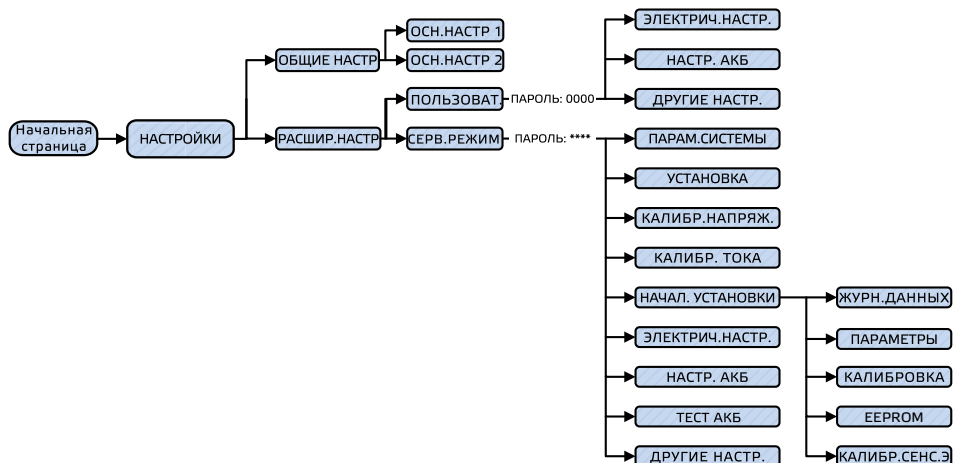 ЭЛЕКТРИЧ.НАСТР.
ОСН.НАСТР 1
ОБЩИЕ НАСТР
ОСН.НАСТР 2
НАСТР. АКБ
ПОЛЬЗОВАТ.
ПАРОЛЬ: 0000
ДРУГИЕ НАСТР.
Начальная
страница
НАСТРОЙКИ
РАСШИР.НАСТР
СЕРВ.РЕЖИМ
ПАРОЛЬ: ****
ПАРАМ.СИСТЕМЫ
УСТАНОВКА
КАЛИБР.НАПРЯЖ.
КАЛИБР. ТОКА
НАЧАЛ. УСТАНОВКИ
ЖУРН.ДАННЫХ
ЭЛЕКТРИЧ.НАСТР.
ПАРАМЕТРЫ
НАСТР. АКБ
КАЛИБРОВКА
ТЕСТ АКБ
EEPROM
ДРУГИЕ НАСТР.
КАЛИБР.СЕНС.Э